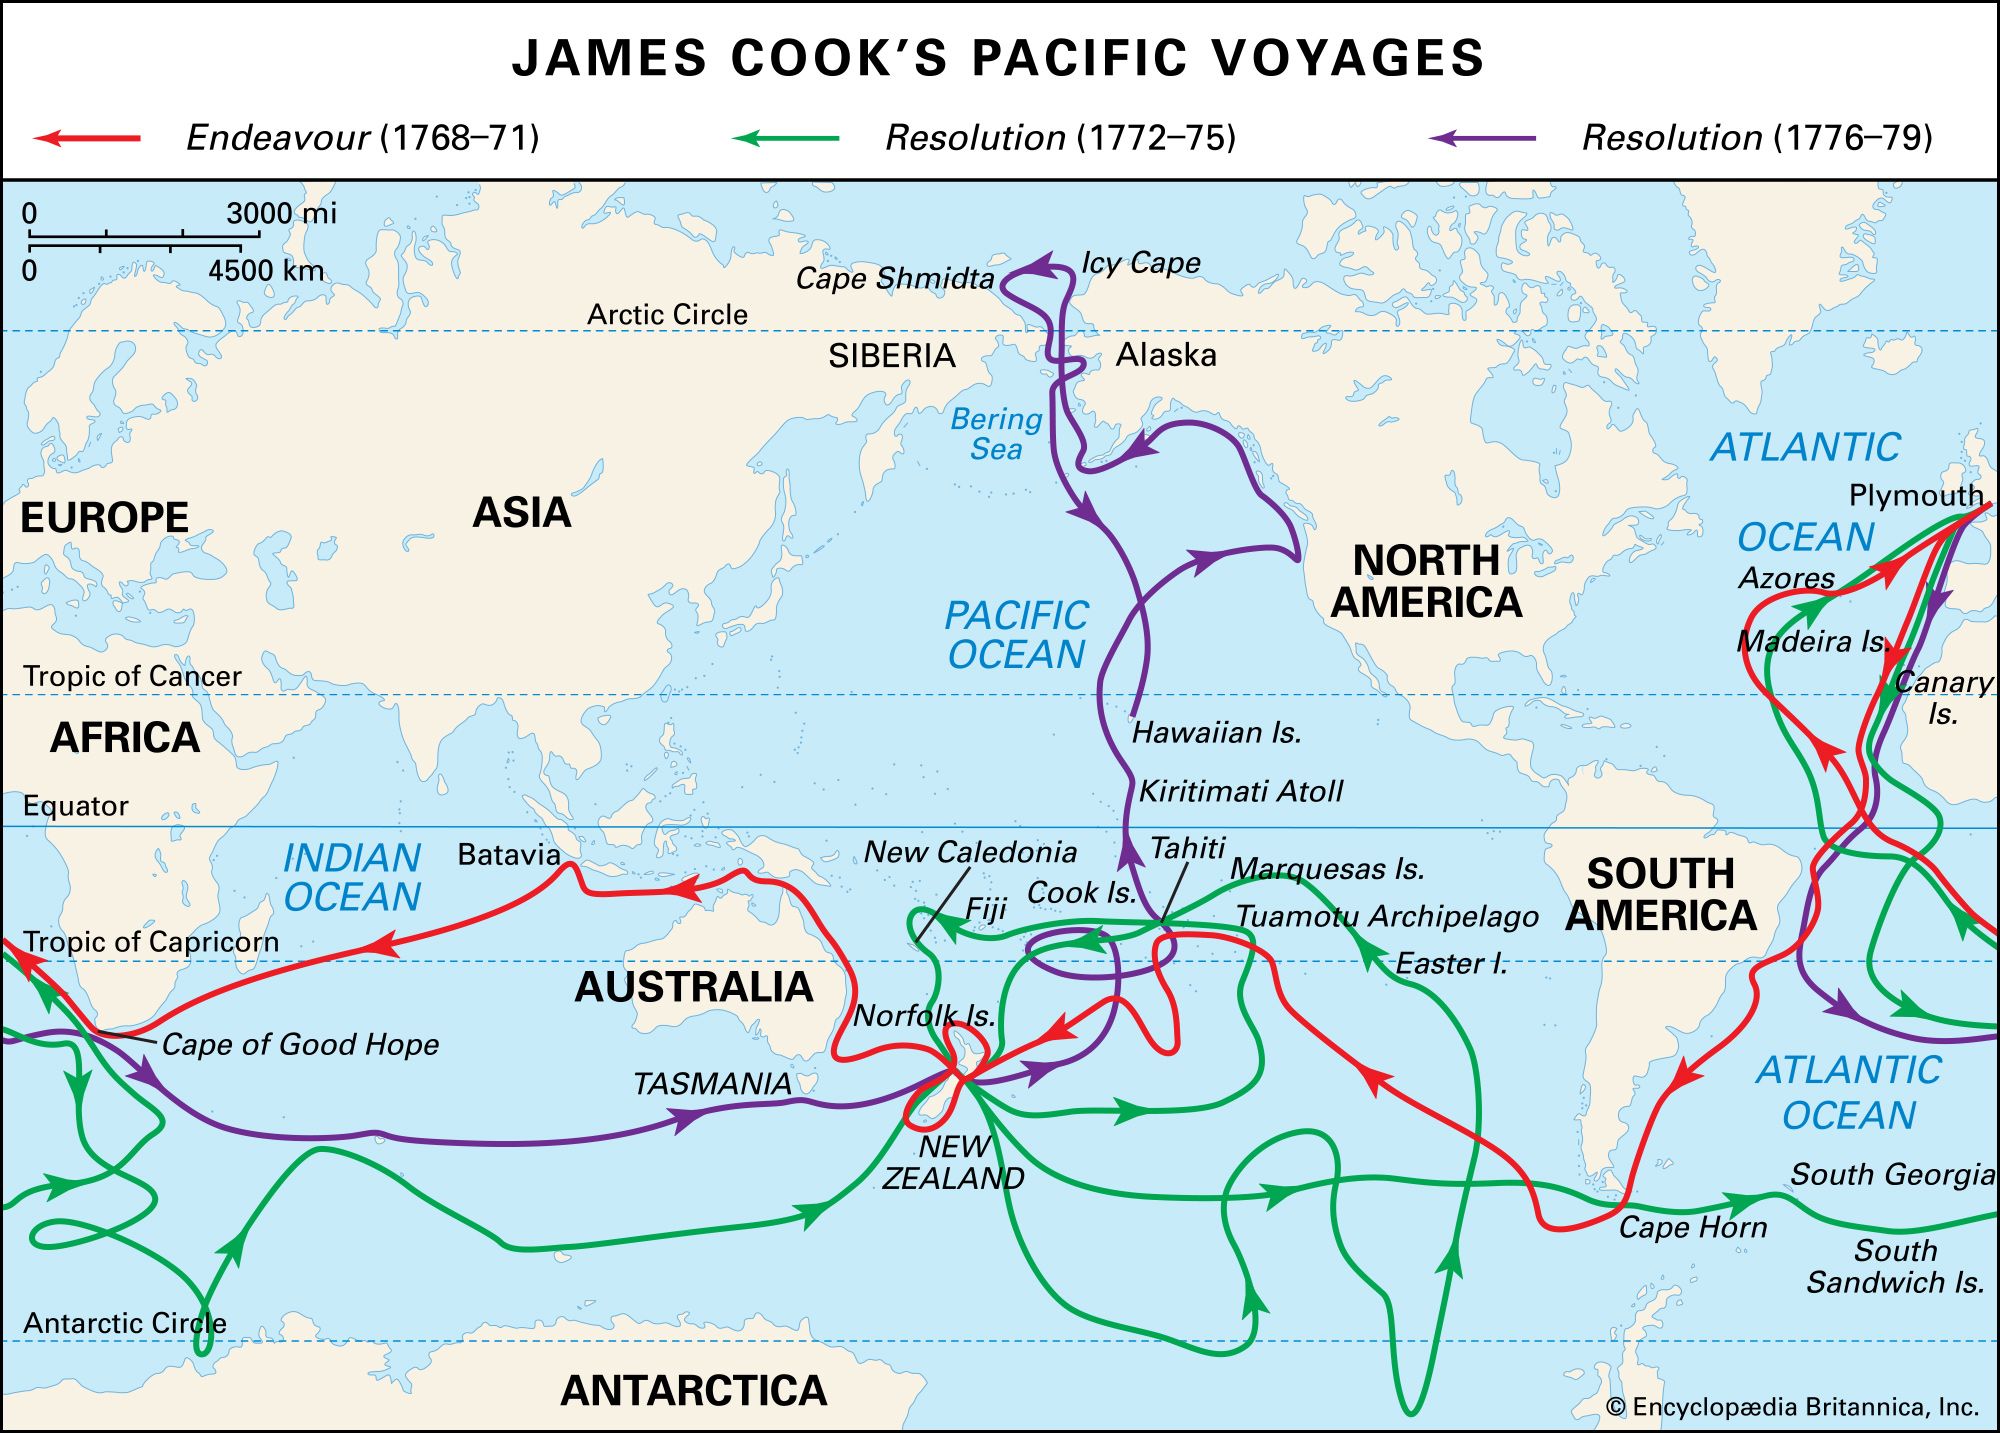 JAMES COOK'S PACIFIC VOYAGES
Endeavour (1768–71)
Resolution (1772–75)
Resolution (1776–79)
0 3000 mi
0 4500 km
Cape Shmidta
Icy Cape
Arctic Circle
SIBERIA
Alaska
Bering
Sea
ATLANTIC
OCEAN
Plymouth
EUROPE
ASIA
NORTH
AMERICA
Azores
PACIFIC
OCEAN
Madeira Is.
Tropic of Cancer
Canary
Is.
AFRICA
Hawaiian Is.
Kiritimati Atoll
Equator
INDIAN
OCEAN
Batavia
New Caledonia
Tahiti
Marquesas Is.
Cook Is.
Fiji
Tuamotu Archipelago
SOUTH
AMERICA
Tropic of Capricorn
Easter I.
AUSTRALIA
Norfolk Is.
Cape of Good Hope
TASMANIA
ATLANTIC
OCEAN
NEW
ZEALAND
South Georgia
Cape Horn
South
Sandwich Is.
Antarctic Circle
ANTARCTICA
© Encyclopædia Britannica, Inc.